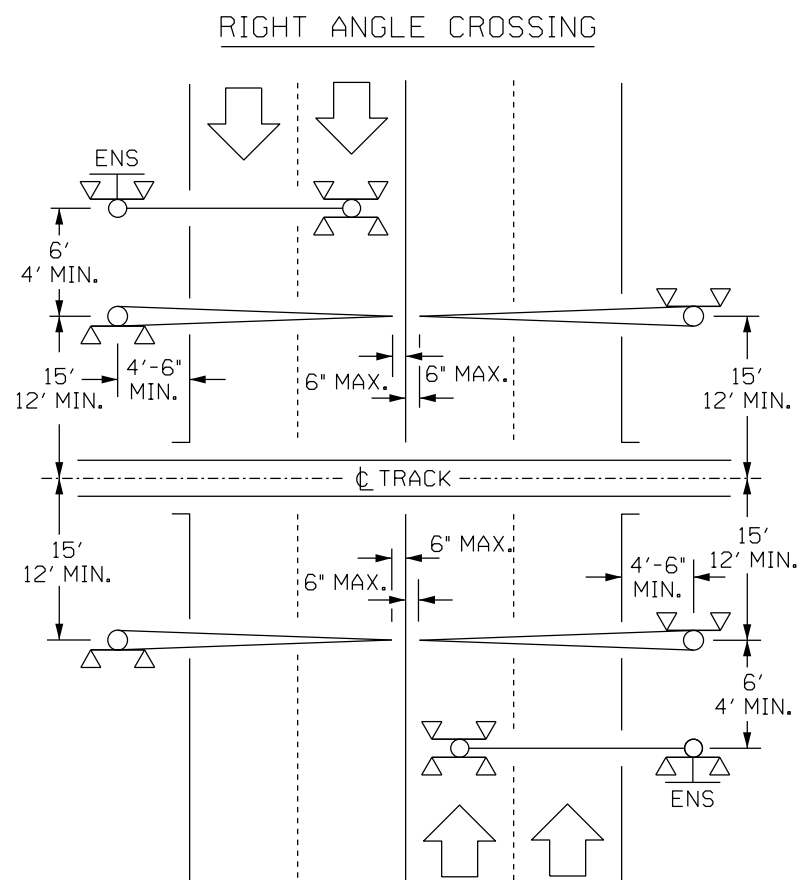 RIGHT ANGLE CROSSING
ENS
6'
4' MIN.
15'
12' MIN.
4'-6"
MIN.
6" MAX.
6" MAX.
15'
12' MIN.
℄ TRACK
15'
12' MIN.
6" MAX.
6" MAX.
4'-6"
MIN.
15'
12' MIN.
6'
4' MIN.
ENS